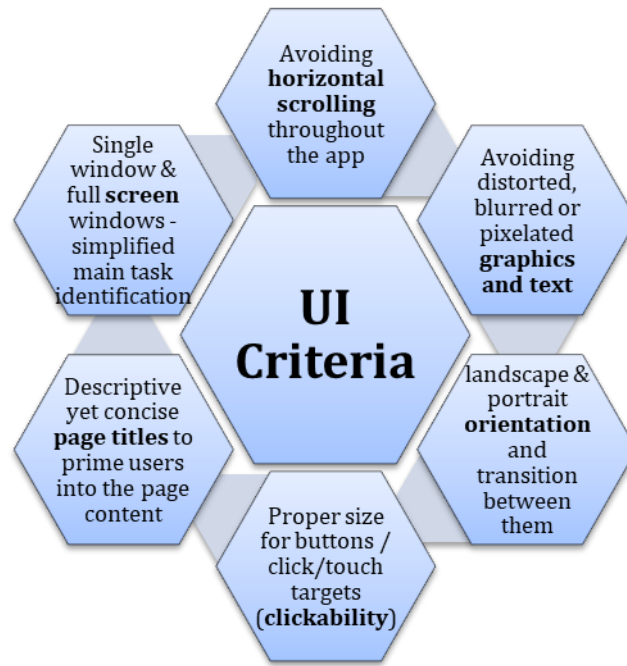 Avoiding
horizontal
scrolling
throughout
the app
Avoiding
distorted,
blurred or
pixelated
graphics
and text
landscape &
portrait
orientation
and
transition
between
them
Proper size
for buttons /
click/touch
targets
(clickability)
Descriptive
yet concise
page titles to
prime users
into the page
content
Single
window &
full screen
windows -
simplified
main task
identification
UI
Criteria